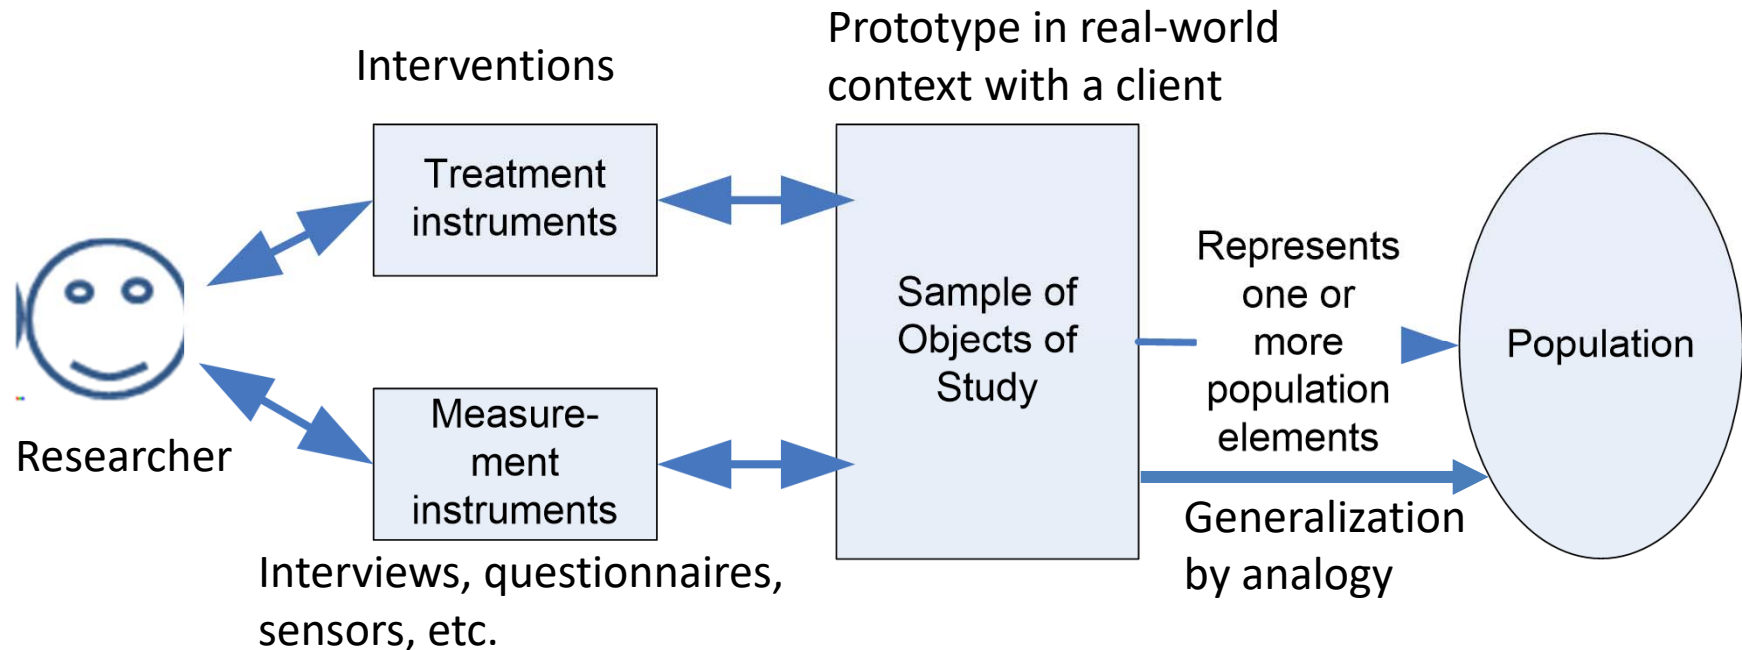 Interventions
Prototype in real-world
context with a client
Treatment
instruments
Researcher
Measure-
ment
instruments
Interviews, questionnaires,
sensors, etc.
Sample of
Objects of
Study
Represents
one or
more
population
elements
Generalization
by analogy
Population